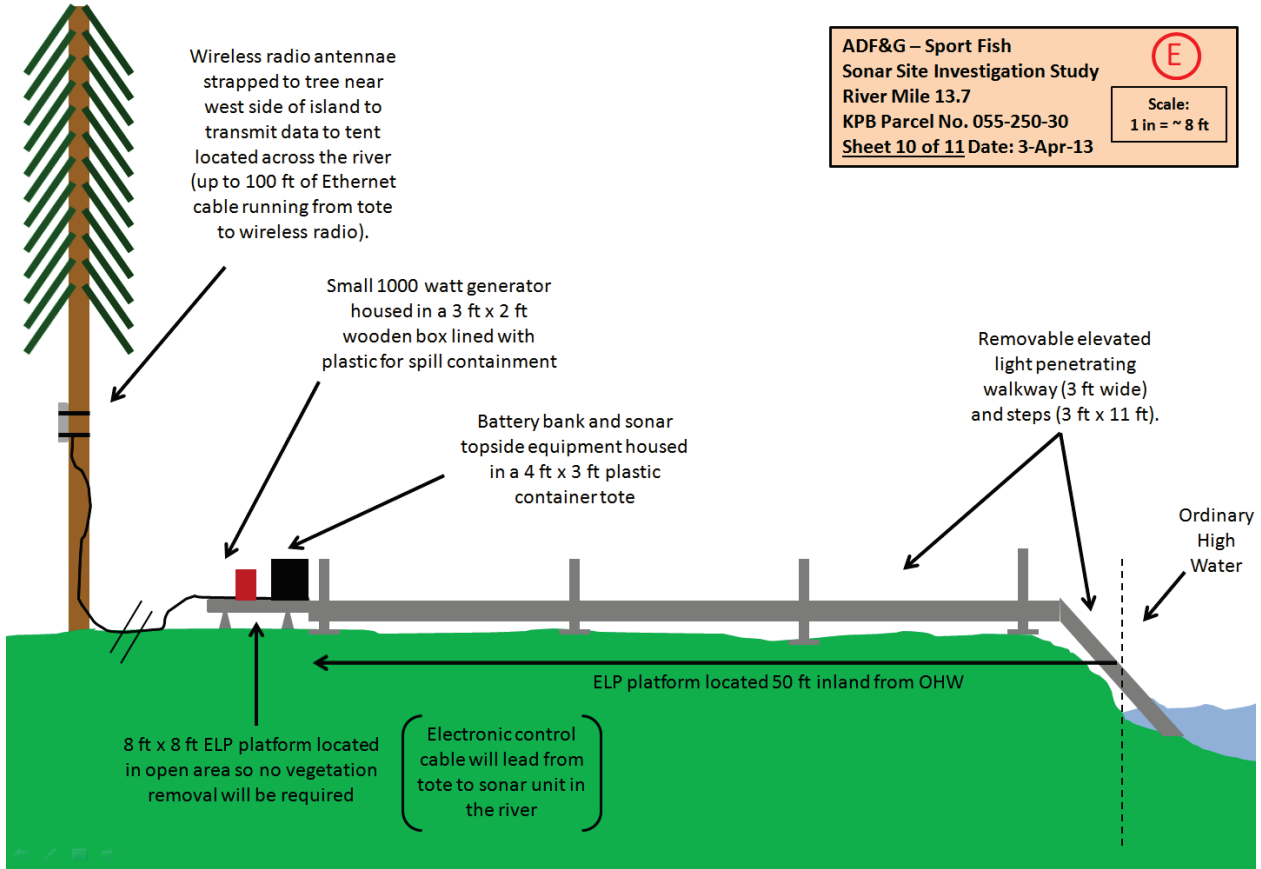 Wireless radio antennae
strapped to tree near
west side of island to
transmit data to tent
located across the river
(up to 100 ft of Ethernet
cable running from tote
to wireless radio).
ADF&G – Sport Fish
Sonar Site Investigation Study
River Mile 13.7
KPB Parcel No. 055-250-30
Sheet 10 of 11 Date: 3-Apr-13
E
Scale:
1 in = ~ 8 ft
Small 1000 watt generator
housed in a 3 ft x 2 ft
wooden box lined with
plastic for spill containment
Battery bank and sonar
topside equipment housed
in a 4 ft x 3 ft plastic
container tote
Removable elevated
light penetrating
walkway (3 ft wide)
and steps (3 ft x 11 ft).
Ordinary
High
Water
ELP platform located 50 ft inland from OHW
8 ft x 8 ft ELP platform located
in open area so no vegetation
removal will be required
Electronic control
cable will lead from
tote to sonar unit in
the river